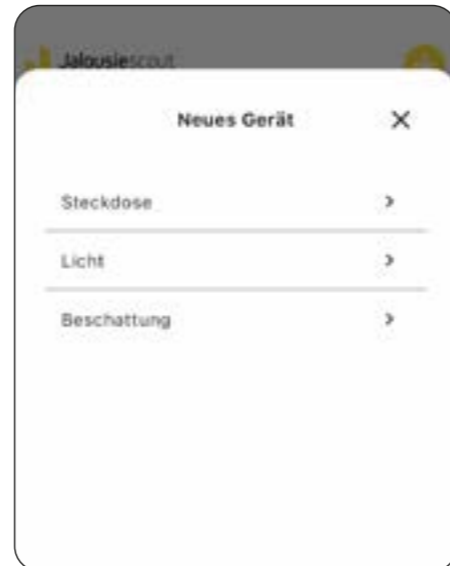 Jalousiescout
Neues Gerät
Steckdose
Licht
Beschattung